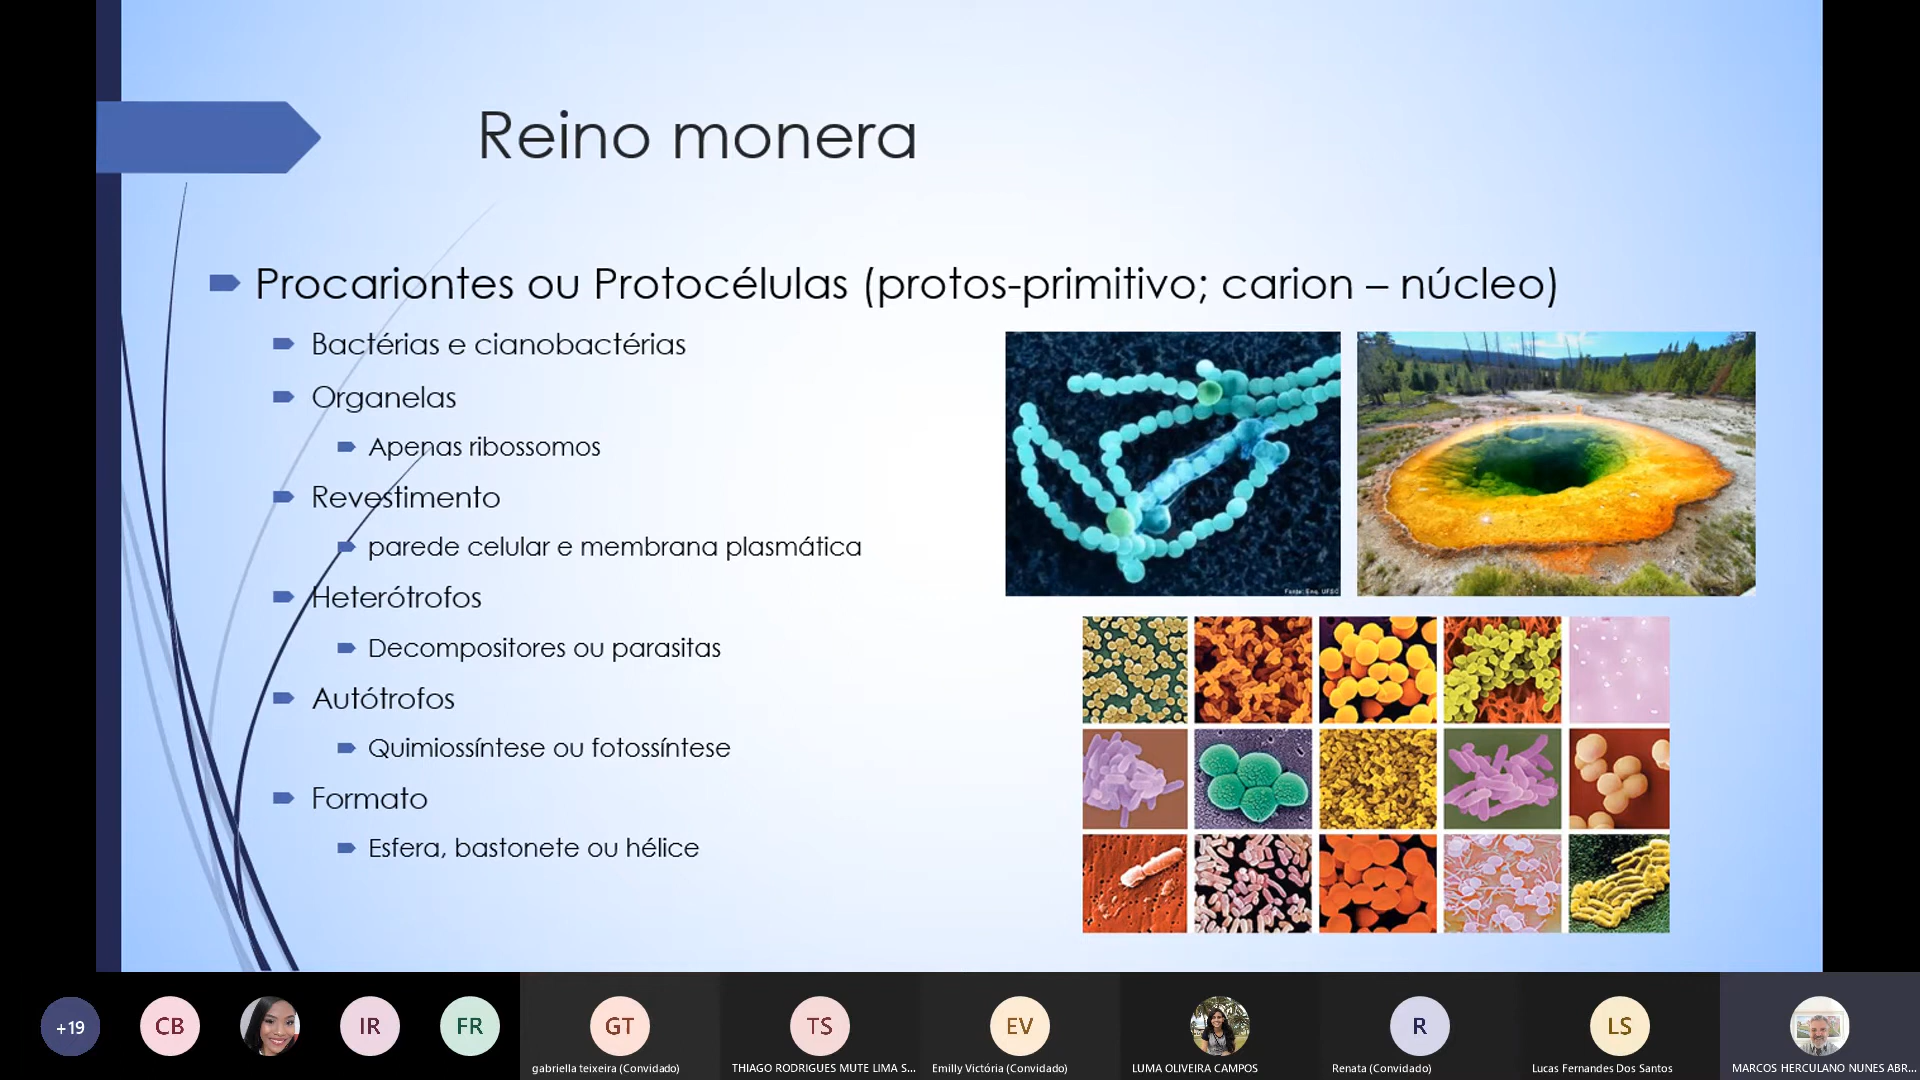 Reino monera
Procariontes ou Protocélulas (protos-primitivo; carion – núcleo)
Bactérias e cianobactérias
Organelas
Apenas ribossomos
Revestimento
parede celular e membrana plasmática
Heterótrofos
Decompositores ou parasitas
Autótrofos
Quimiossíntese ou fotossíntese
Formato
Esfera, bastonete ou hélice
Fonte: Enq. UFSC
+19
CB
IR
FR
GT
gabriella teixeira (Convidado)
TS
THIAGO RODRIGUES MUTE LIMA S...
EV
Emilly Victória (Convidado)
LUMA OLIVEIRA CAMPOS
R
Renata (Convidado)
LS
Lucas Fernandes Dos Santos
MARCOS HERCULANO NUNES ABR...